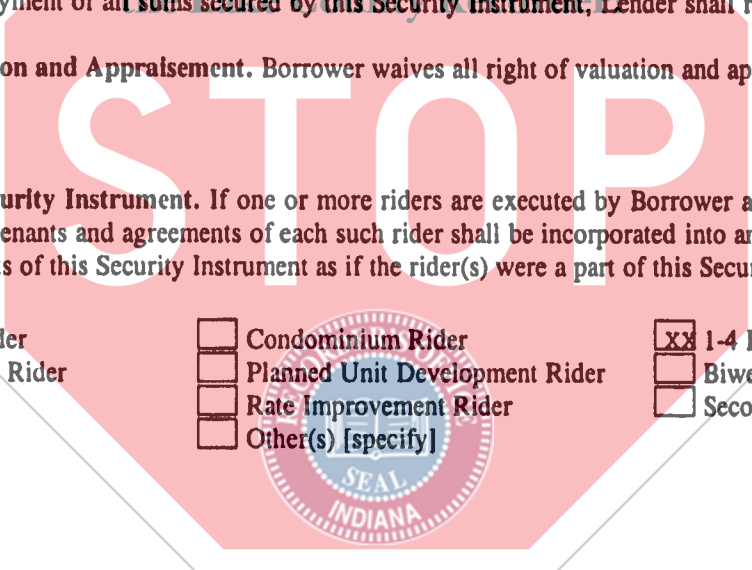 yment of all sums secured by this Security Instrument, Lender shall r
on and Appraisement. Borrower waives all right of valuation and ap
STOP
urity Instrument. If one or more riders are executed by Borrower a
enants and agreements of each such rider shall be incorporated into a
s of this Security Instrument as if the rider(s) were a part of this Secu
der Condominium Rider xx 1-4
Rider Planned Unit Development Rider Biwe
Rate Improvement Rider Seco
Other(s) [specify]
RECORDER'S OFFICE
SEAL
INDIANA